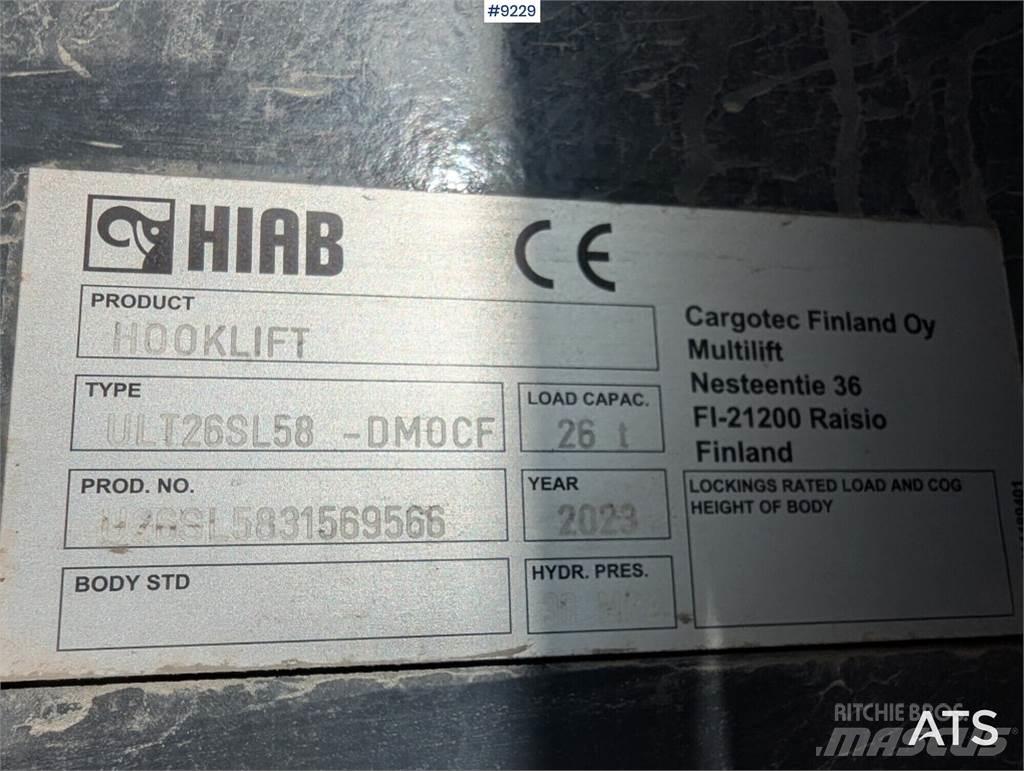 #9229
HIAB CE
PRODUCT
HOOKLIFT
TYPE
ULT26SL58 -DM0CF
LOAD CAPAC.
26 t
PROD. NO.
U26SL5831569566
YEAR
2023
BODY STD
HYDR. PRES.
Cargotec Finland Oy
Multilift
Nesteentie 36
FI-21200 Raisio
Finland
LOCKINGS RATED LOAD AND COG
HEIGHT OF BODY
RITCHIE BROS.
MASCUS
ATS